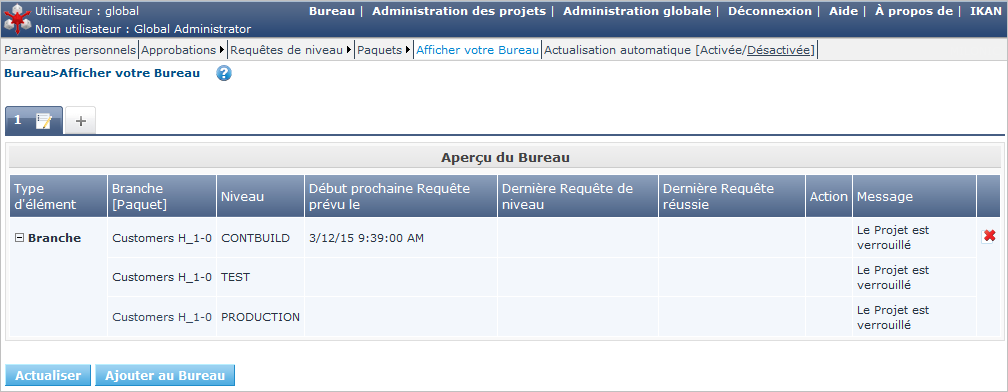 Utilisateur : global
Bureau | Administration des projets | Administration globale | Déconnexion | Aide | À propos de | IKAN
Nom utilisateur : Global Administrator
Paramètres personnels | Approbations | Requêtes de niveau | Paquets | Afficher votre Bureau | Actualisation automatique [Activée/Désactivée]
Bureau>Afficher votre Bureau ?
1 +
Aperçu du Bureau
Type d'élément
Branche [Paquet]
Niveau
Début prochaine Requête prévu le
Dernière Requête de niveau
Dernière Requête réussie
Action
Message
Branche Customers H_1-0 CONTBUILD 3/12/15 9:39:00 AM Le Projet est verrouillé
Customers H_1-0 TEST Le Projet est verrouillé
Customers H_1-0 PRODUCTION Le Projet est verrouillé
Actualiser Ajouter au Bureau